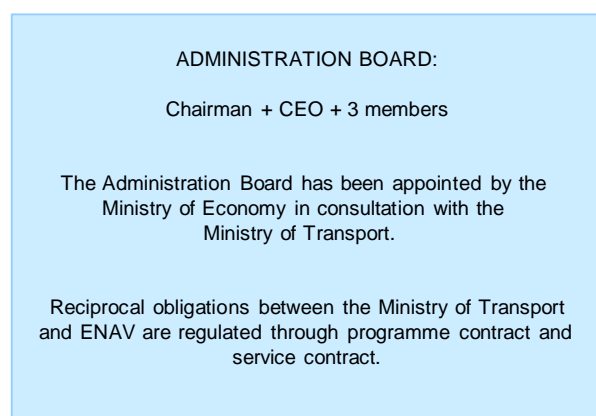 ADMINISTRATION BOARD:
Chairman + CEO + 3 members
The Administration Board has been appointed by the
Ministry of Economy in consultation with the
Ministry of Transport.
Reciprocal obligations between the Ministry of Transport
and ENAV are regulated through programme contract and
service contract.